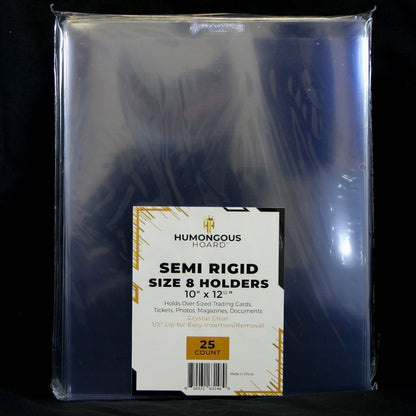 HUMONGOUS
HOARD™
SEMI RIGID
SIZE 8 HOLDERS
10" x 12"
Holds Over Sized Trading Cards,
Tickets, Photos, Magazines, Documents
Crystal Clear
1/2" Lip for Easy Insertion/Removal
25
COUNT
Made in China